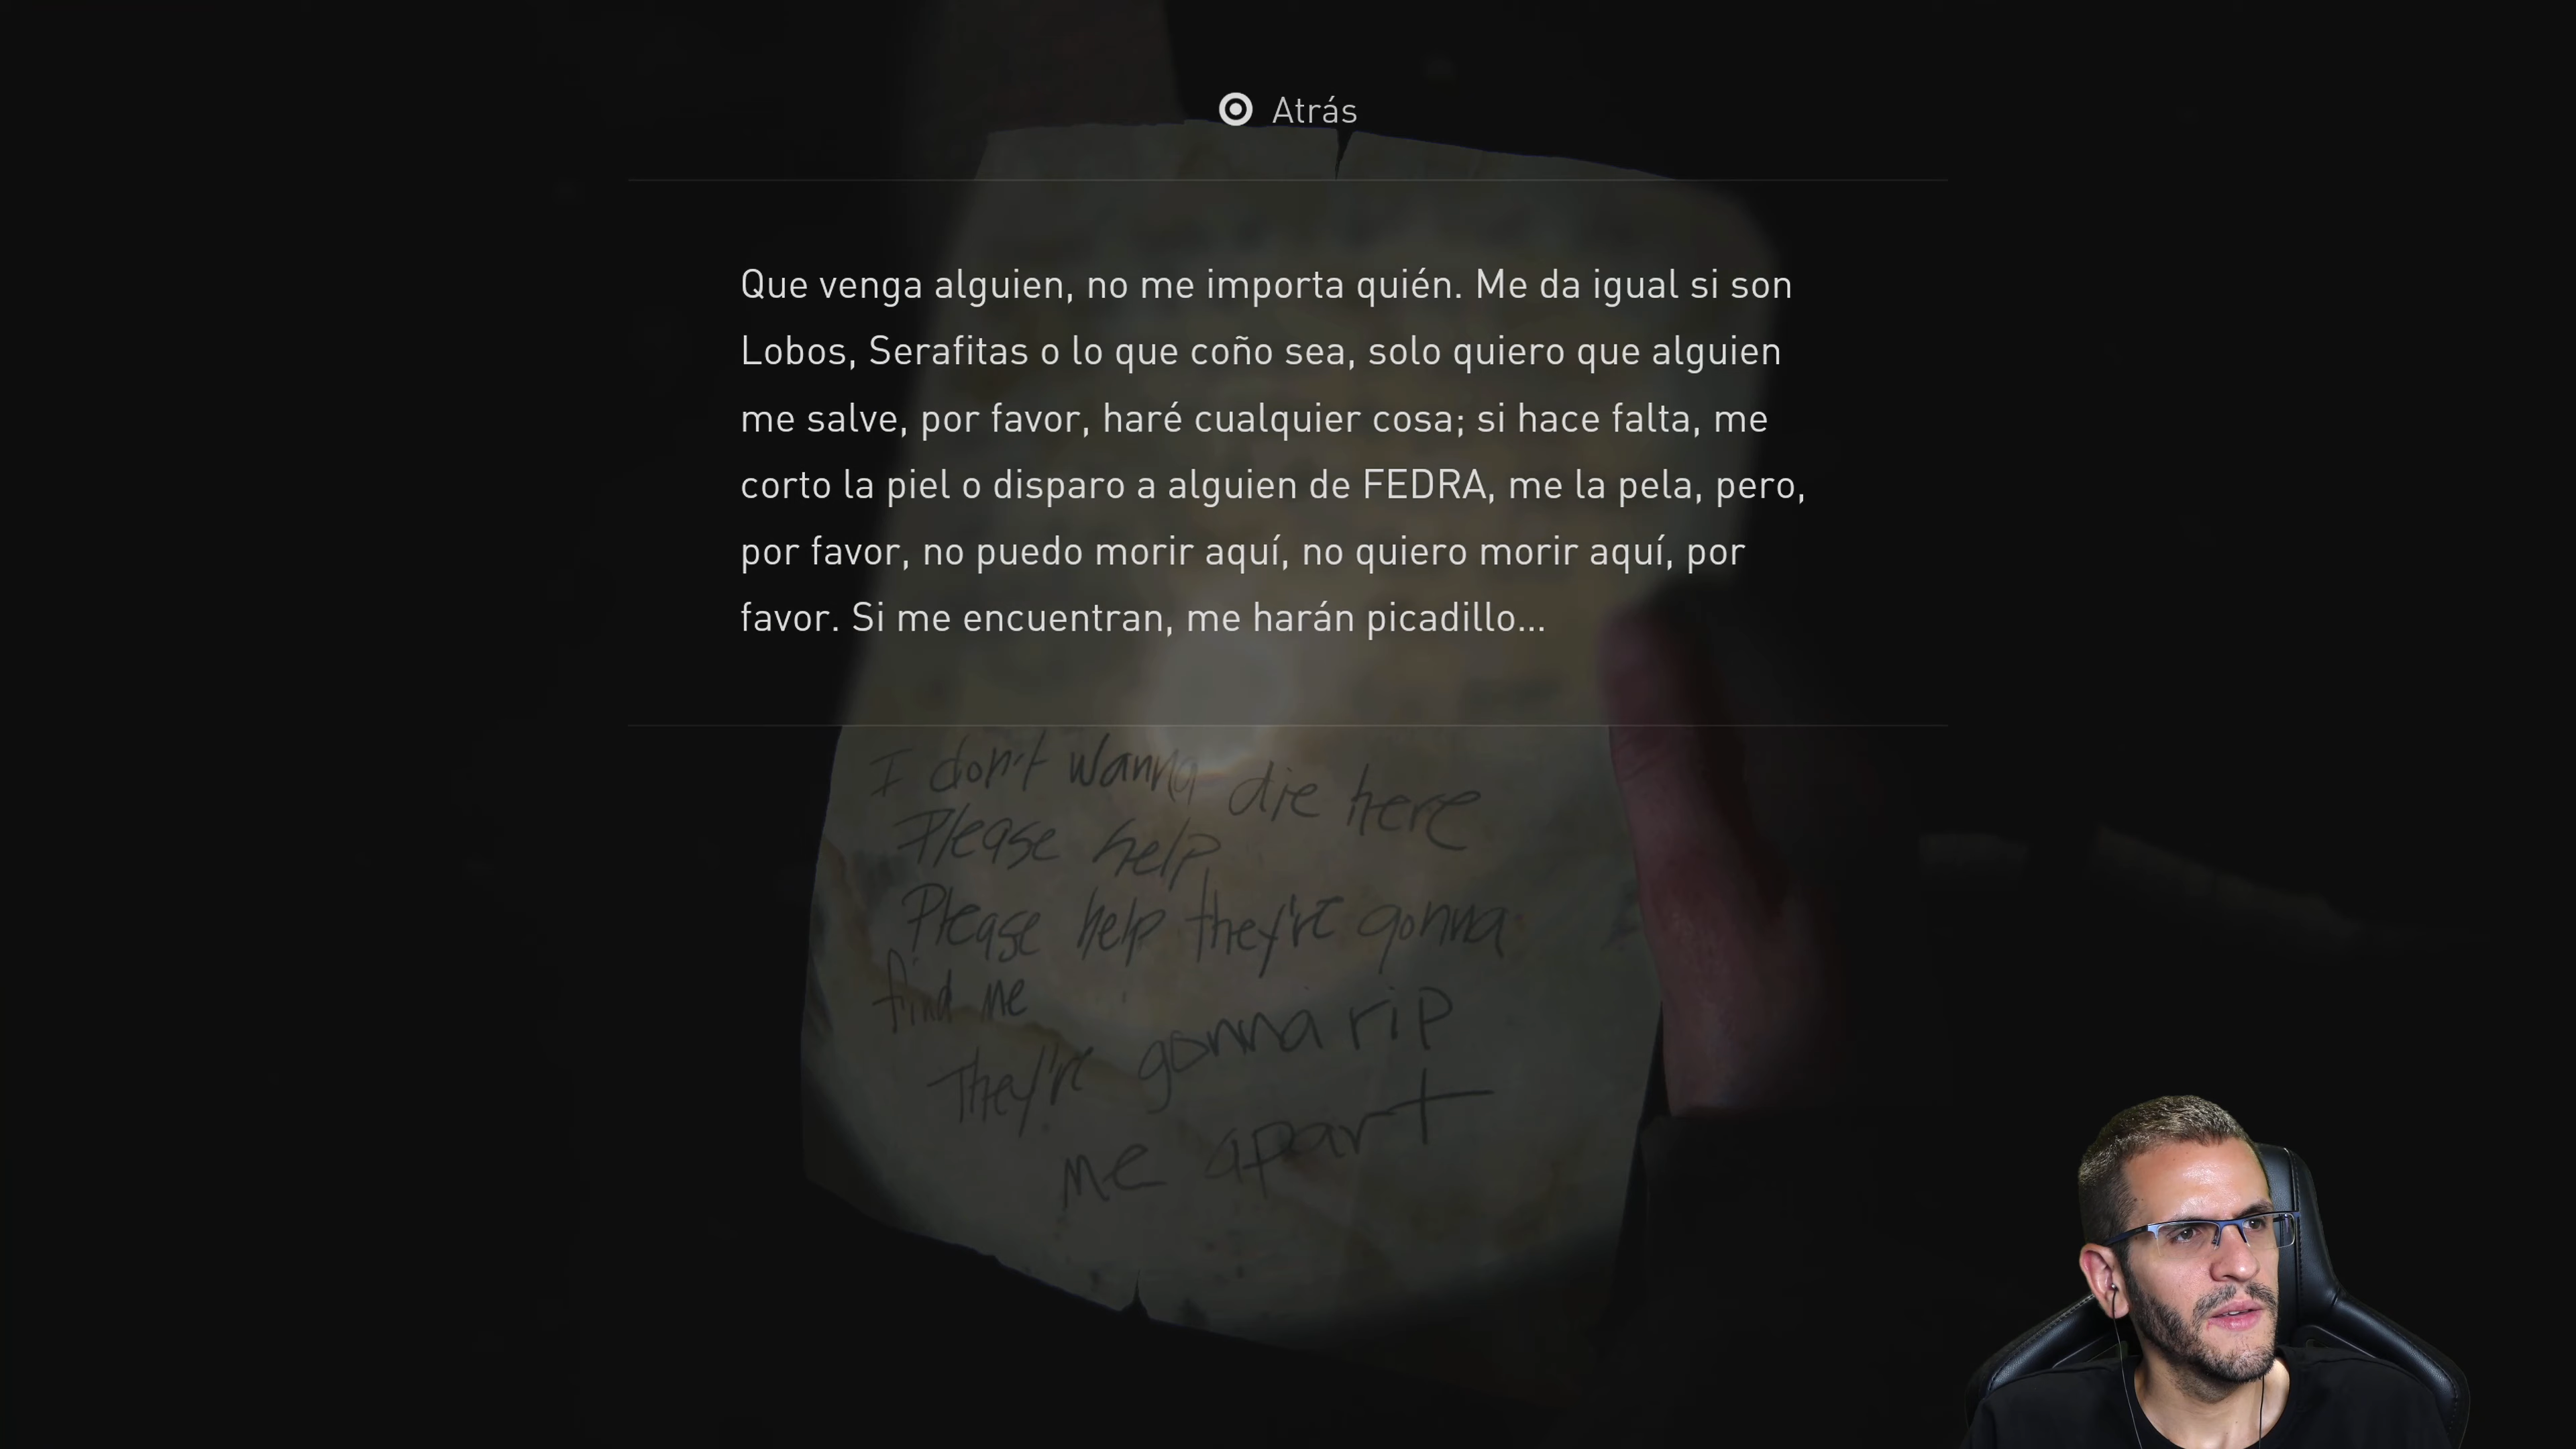 Atrás
Que venga alguien, no me importa quién. Me da igual si son
Lobos, Serafitas o lo que coño sea, solo quiero que alguien
me salve, por favor, haré cualquier cosa; si hace falta, me
corto la piel o disparo a alguien de FEDRA, me la pela, pero,
por favor, no puedo morir aquí, no quiero morir aquí, por
favor. Si me encuentran, me harán picadillo...
I don't wanna die here
Please help
Please help they're gonna
find me
They're gonna rip
me apart